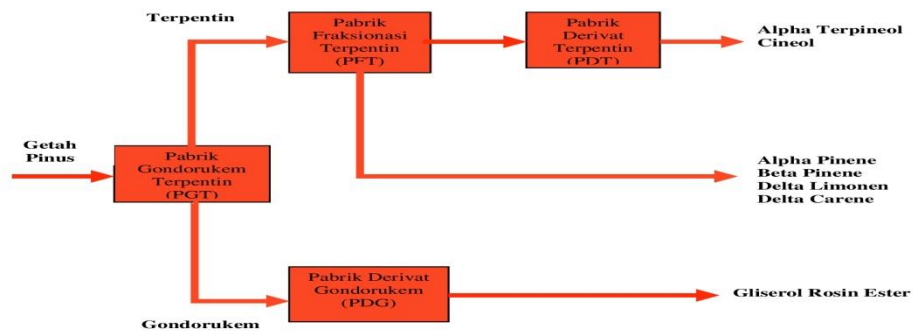 Terpentin
Pabrik
Fraksionasi
Terpentin
(PFT)
Pabrik
Derivat
Terpentin
(PDT)
Alpha Terpineol
Cineol
Getah
Pinus
Pabrik
Gondorukem
Terpentin
(PGT)
Alpha Pinene
Beta Pinene
Delta Limonen
Delta Carene
Pabrik Derivat
Gondorukem
(PDG)
Gliserol Rosin Ester
Gondorukem